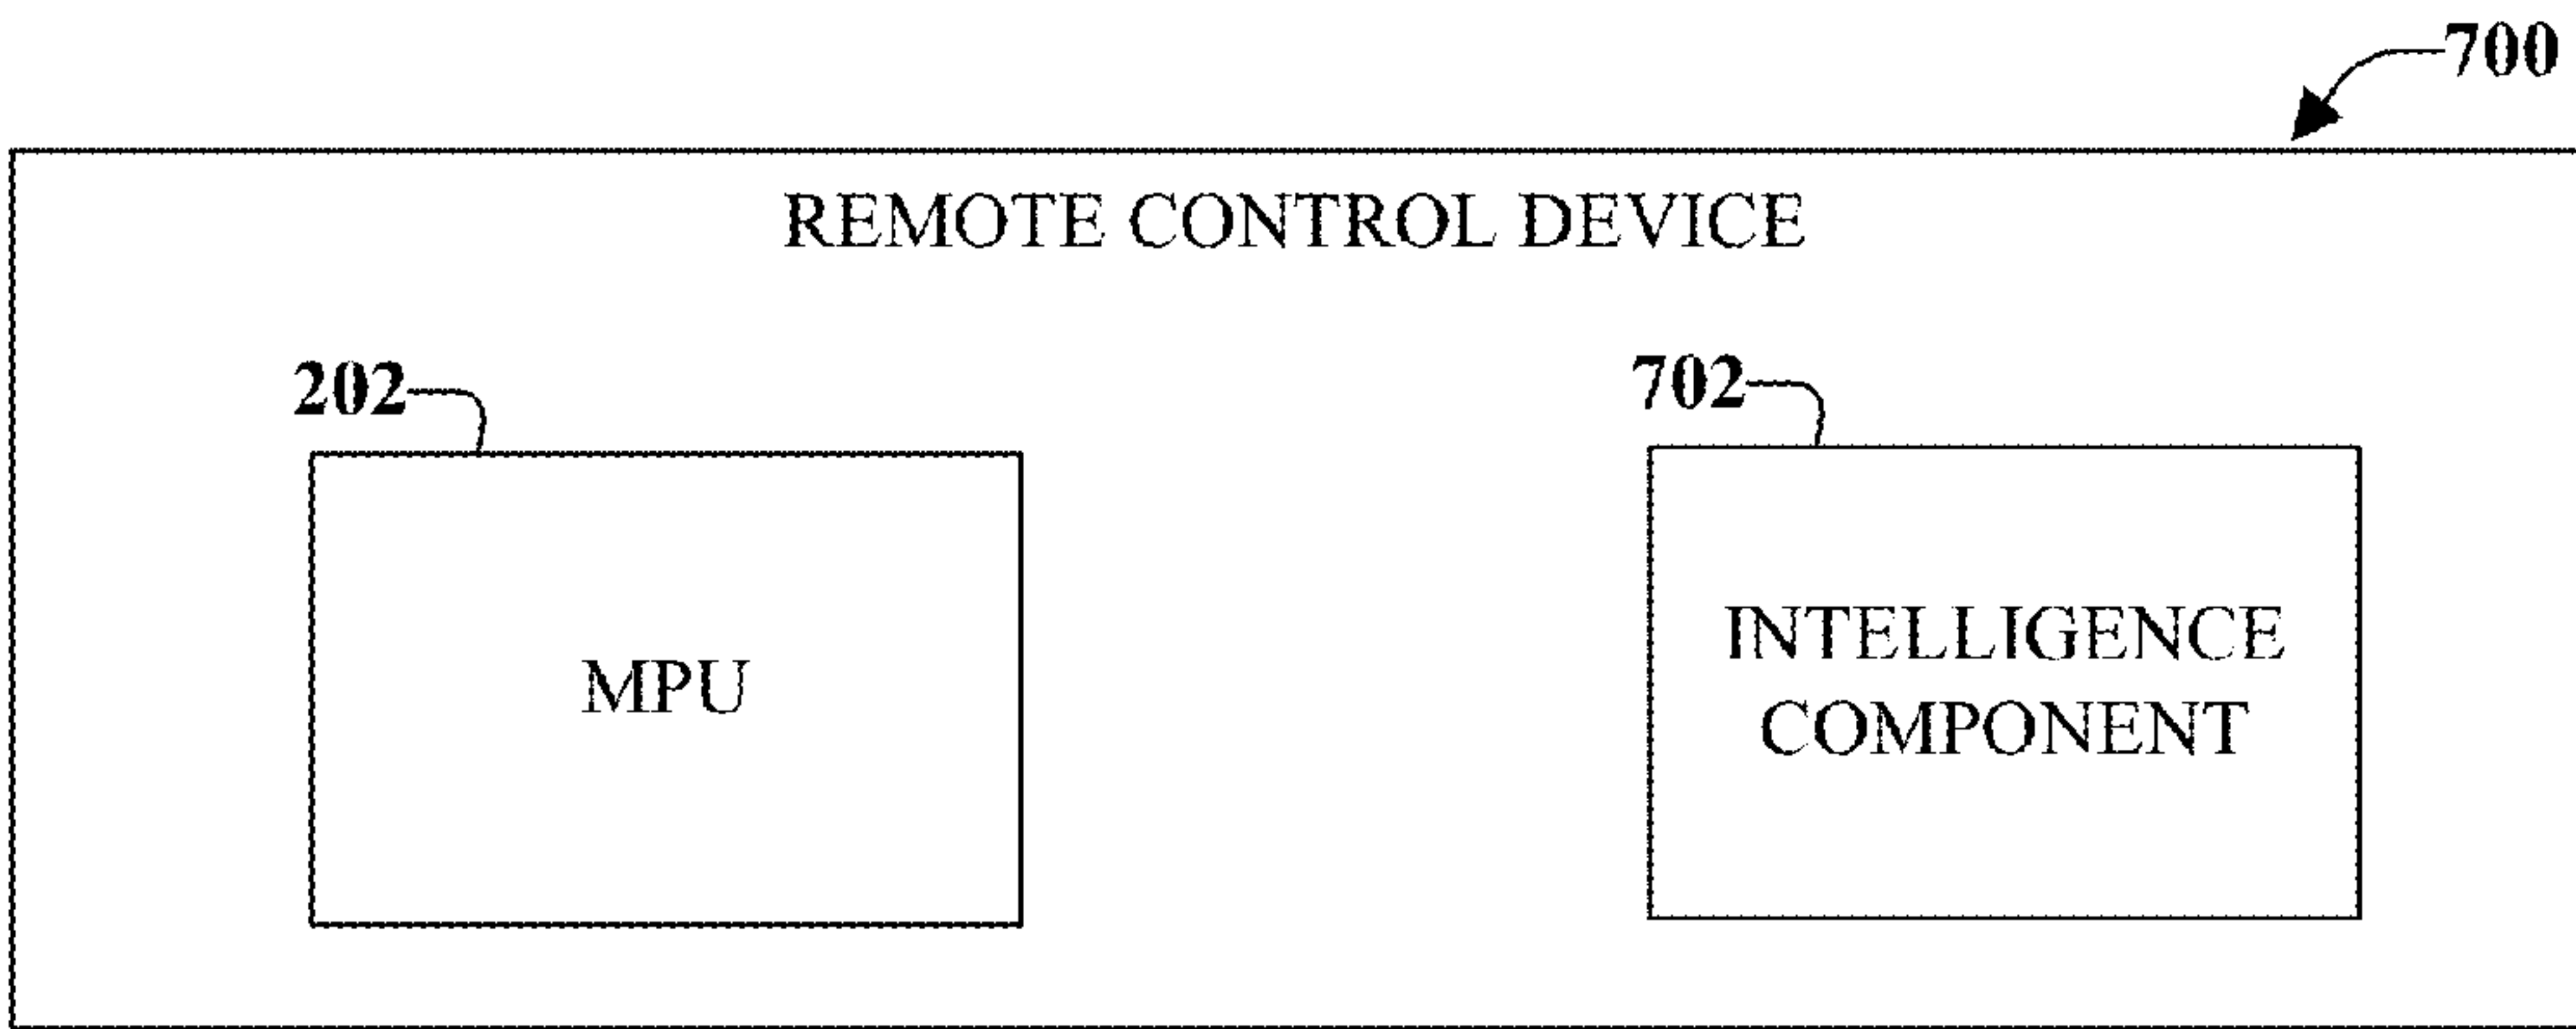 700
REMOTE CONTROL DEVICE
202
702
MPU
INTELLIGENCE
COMPONENT